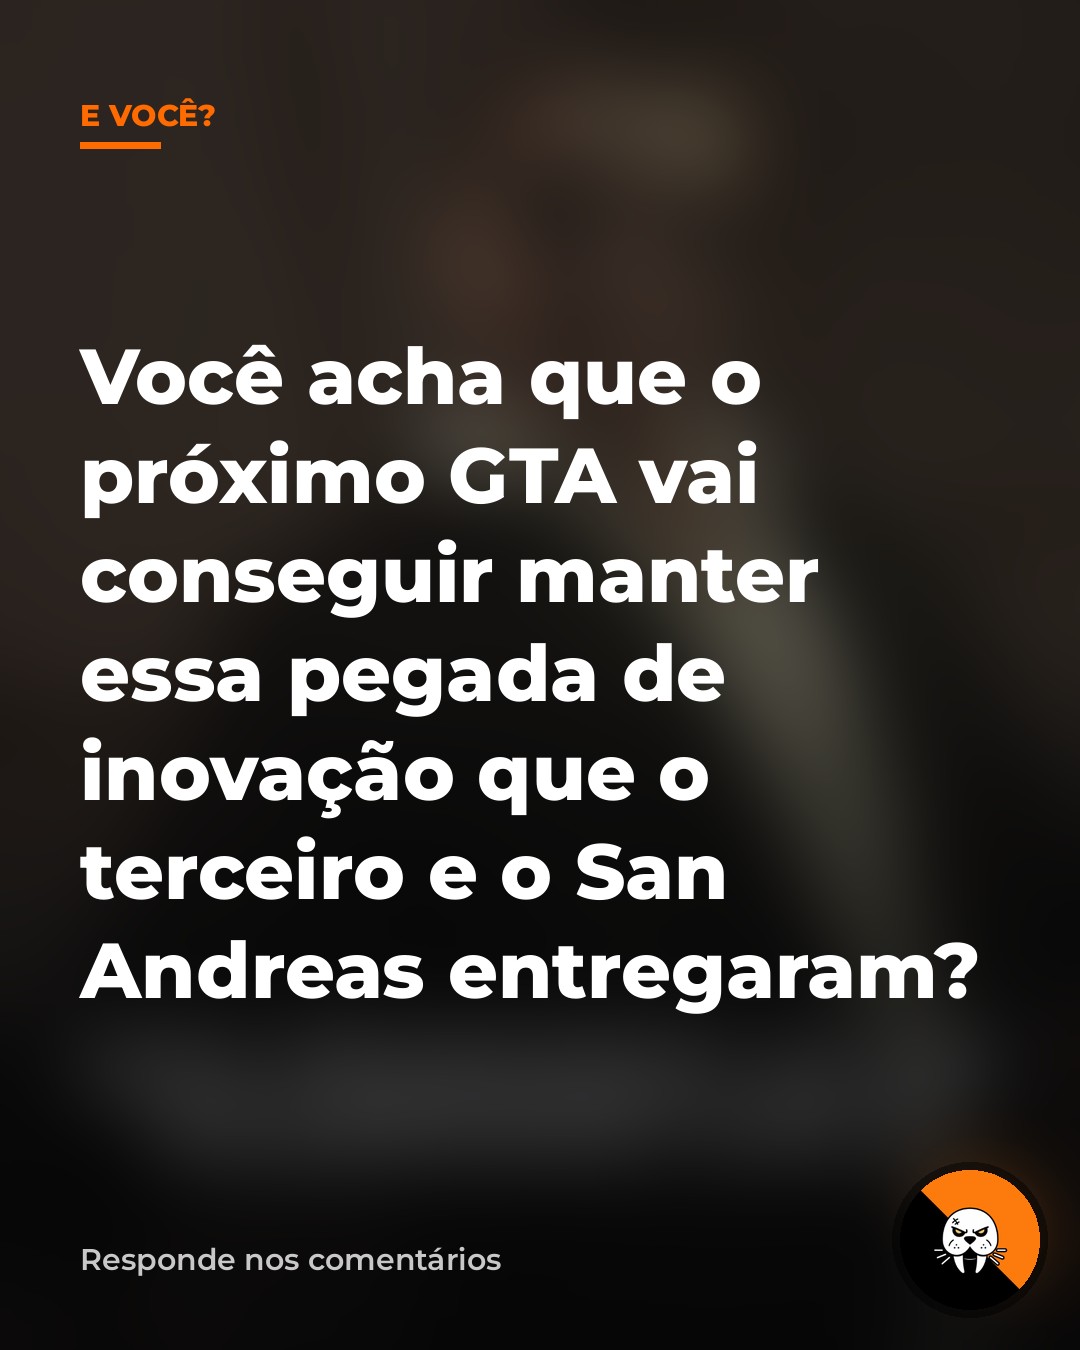 E VOCÊ?
Você acha que o
próximo GTA vai
conseguir manter
essa pegada de
inovação que o
terceiro e o San
Andreas entregaram?
Responde nos comentários